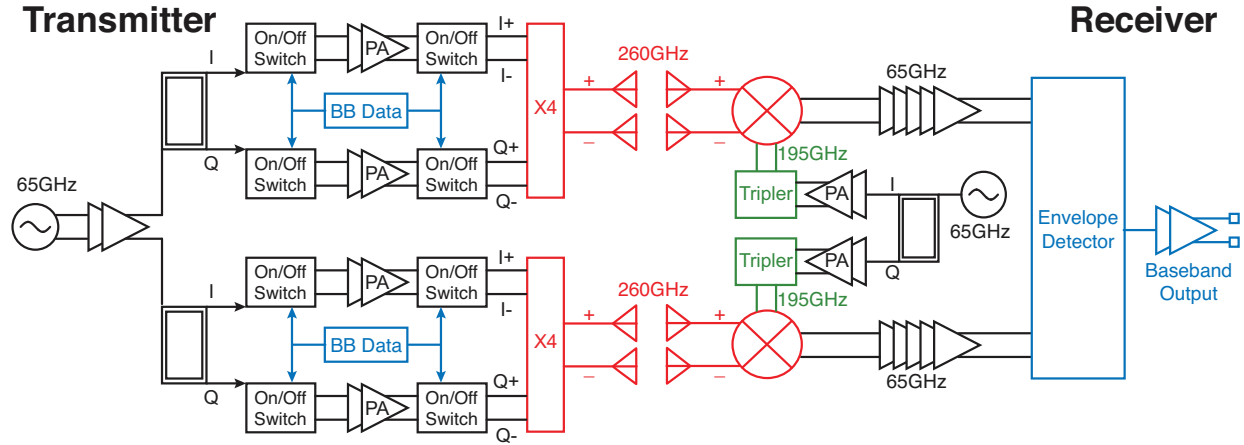 Transmitter
Receiver
I
On/Off
Switch
PA
On/Off
Switch
I+
I-
BB Data
X4
260GHz
+
+
−
−
65GHz
195GHz
Q
On/Off
Switch
PA
On/Off
Switch
Q+
Q-
65GHz
Tripler
PA
I
65GHz
Envelope
Detector
Baseband
Output
Tripler
PA
Q
195GHz
I
On/Off
Switch
PA
On/Off
Switch
I+
I-
BB Data
X4
260GHz
+
+
−
−
65GHz
Q
On/Off
Switch
PA
On/Off
Switch
Q+
Q-